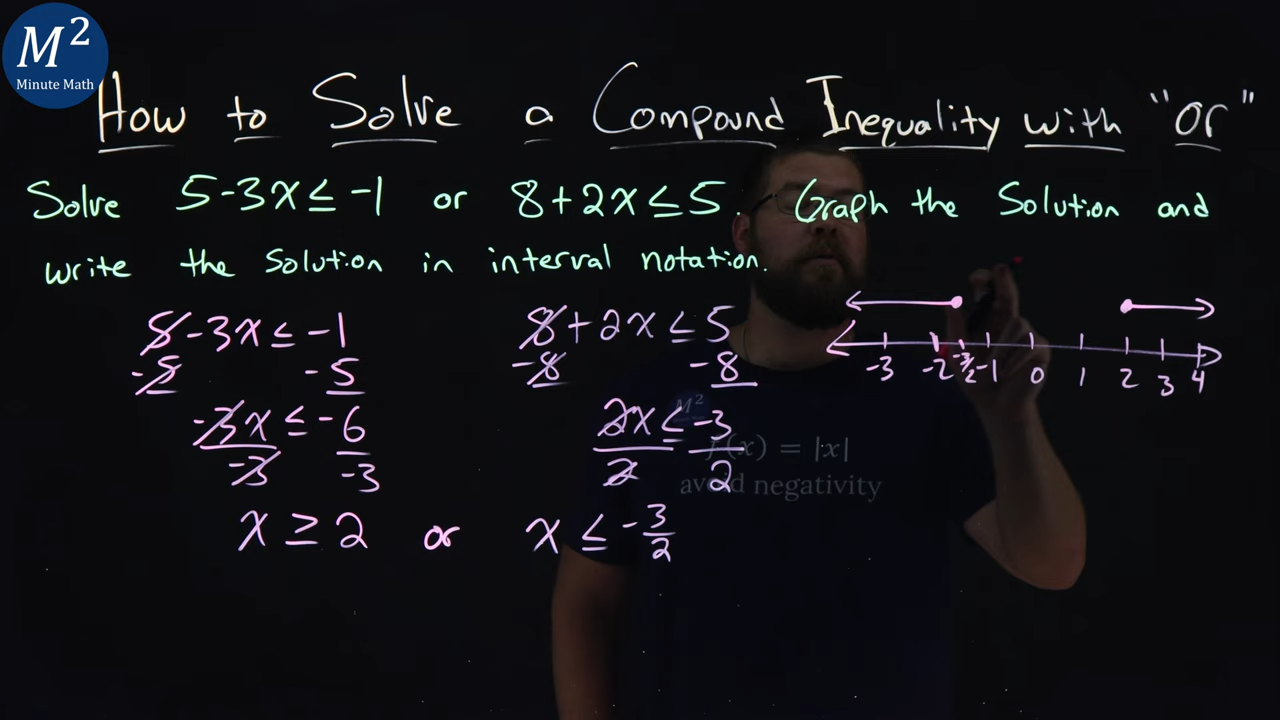 M²
Minute Math
How to Solve a Compound Inequality with "or"
Solve 5-3x ≤ -1 or 8+2x ≤ 5. Graph the Solution and
write the solution in interval notation.
5-3x ≤ -1
-5 -5
-3x ≤ -6
-3 -3
x ≥ 2 or x ≤ -3/2
8+2x ≤ 5
-8 -8
2x ≤ -3
2 2
-3 -2 -3/2 -1 0 1 2 3 4
M²
f(x) = |x|
avoid negativity